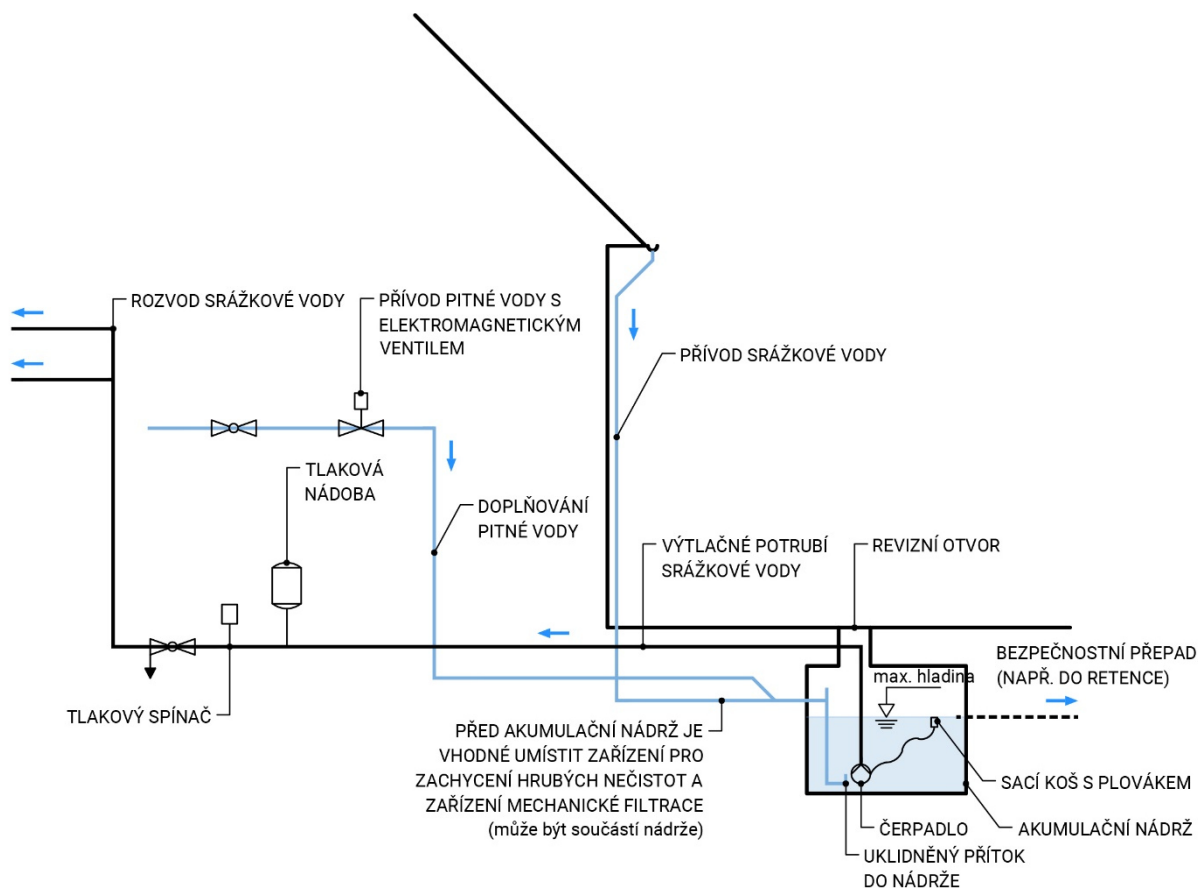 ROZVOD SRÁŽKOVÉ VODY
PŘÍVOD PITNÉ VODY S
ELEKTROMAGNETICKÝM
VENTILEM
PŘÍVOD SRÁŽKOVÉ VODY
TLAKOVÁ
NÁDOBA
DOPLŇOVÁNÍ
PITNÉ VODY
VÝTLAČNÉ POTRUBÍ
SRÁŽKOVÉ VODY
REVIZNÍ OTVOR
BEZPEČNOSTNÍ PŘEPAD
(NAPŘ. DO RETENCE)
max. hladina
TLAKOVÝ SPÍNAČ
PŘED AKUMULAČNÍ NÁDRŽ JE
VHODNÉ UMÍSTIT ZAŘÍZENÍ PRO
ZACHYCENÍ HRUBÝCH NEČISTOT A
ZAŘÍZENÍ MECHANICKÉ FILTRACE
(může být součástí nádrže)
SACÍ KOŠ S PLOVÁKEM
ČERPADLO
AKUMULAČNÍ NÁDRŽ
UKLIDNĚNÝ PŘÍTOK
DO NÁDRŽE